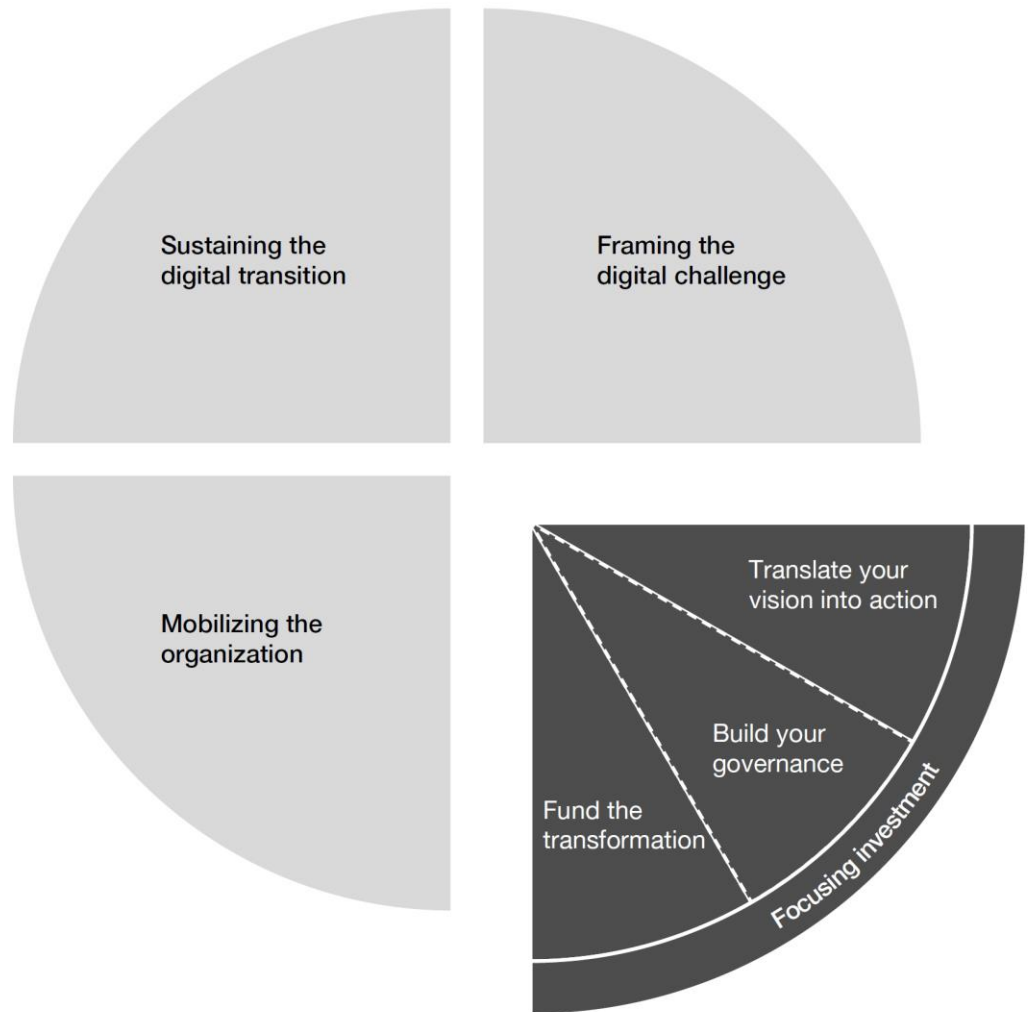 Sustaining the
digital transition
Framing the
digital challenge
Mobilizing the
organization
Translate your
vision into action
Build your
governance
Fund the
transformation
Focusing investment